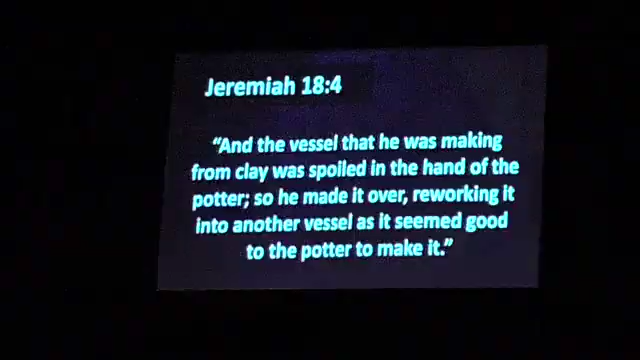 Jeremiah 18:4
“And the vessel that he was making
from clay was spoiled in the hand of the
potter; so he made it over, reworking it
into another vessel as it seemed good
to the potter to make it.”